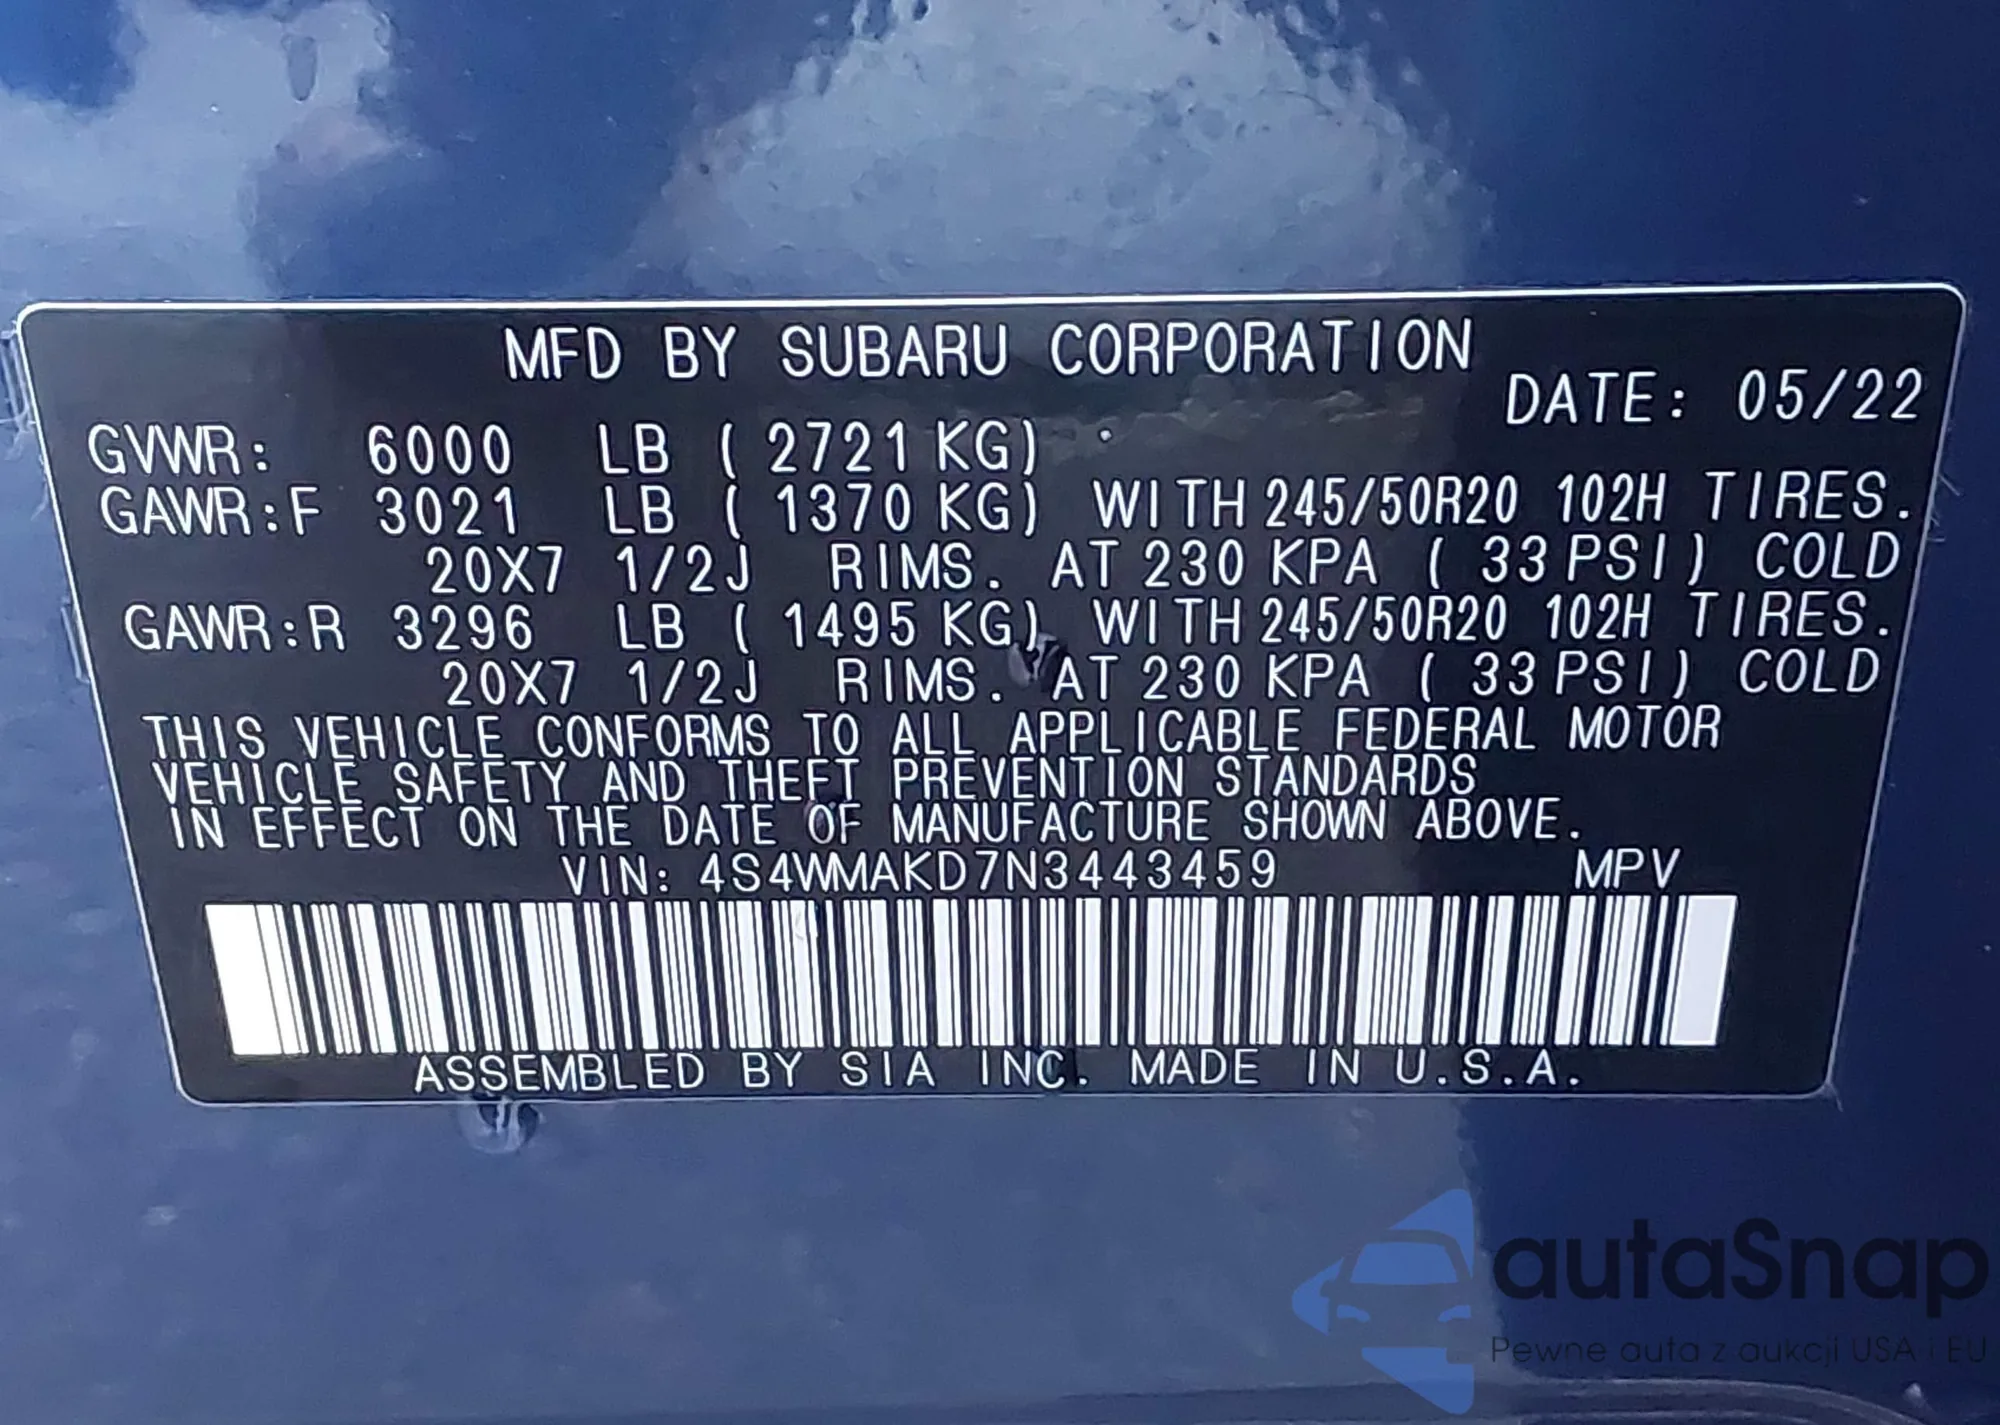 MFD BY SUBARU CORPORATION
DATE: 05/22
GVWR: 6000 LB ( 2721 KG)
GAWR:F 3021 LB ( 1370 KG) WITH 245/50R20 102H TIRES.
20X7 1/2J RIMS. AT 230 KPA ( 33 PSI) COLD
GAWR:R 3296 LB ( 1495 KG) WITH 245/50R20 102H TIRES.
20X7 1/2J RIMS. AT 230 KPA ( 33 PSI) COLD
THIS VEHICLE CONFORMS TO ALL APPLICABLE FEDERAL MOTOR
VEHICLE SAFETY AND THEFT PREVENTION STANDARDS
IN EFFECT ON THE DATE OF MANUFACTURE SHOWN ABOVE.
VIN: 4S4WMAKD7N3443459 MPV
ASSEMBLED BY SIA INC. MADE IN U.S.A.
autaSnap
Pewne auta z aukcji USA i EU